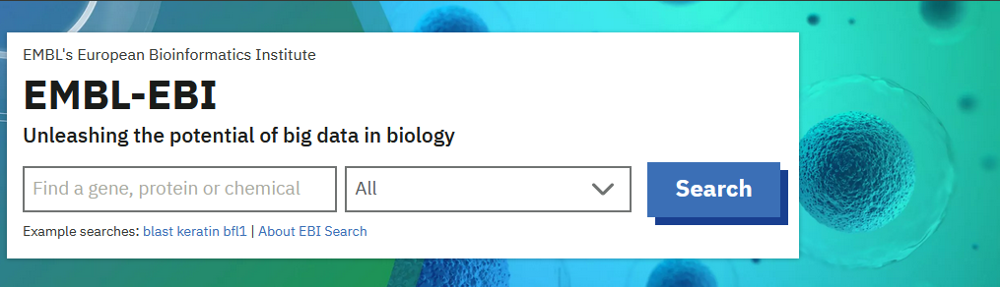 EMBL's European Bioinformatics Institute
EMBL-EBI
Unleashing the potential of big data in biology
Find a gene, protein or chemical All Search
Example searches: blast keratin bfl1 | About EBI Search